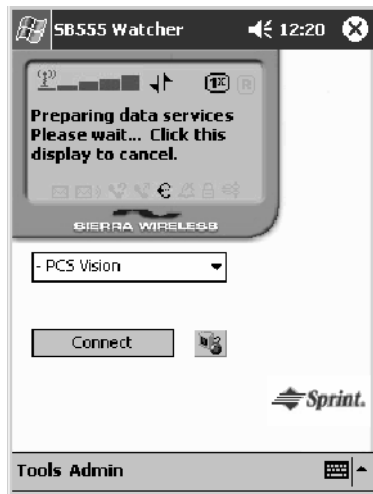 SB555 Watcher 12:20
1X R
Preparing data services
Please wait... Click this
display to cancel.
SIERRA WIRELESS
- PCS Vision
Connect
Sprint.
Tools Admin